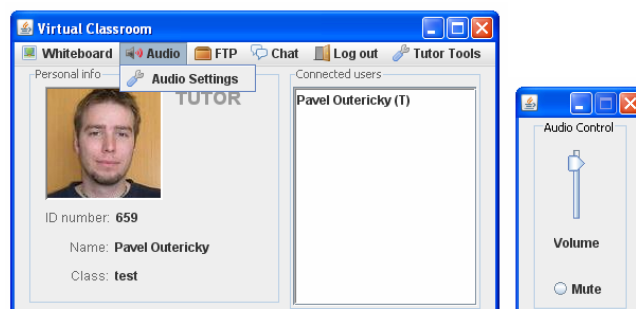 Virtual Classroom
Whiteboard Audio FTP Chat Log out Tutor Tools
Audio Settings
Personal info
TUTOR
ID number: 659
Name: Pavel Outericky
Class: test
Connected users
Pavel Outericky (T)
Audio Control
Volume
Mute